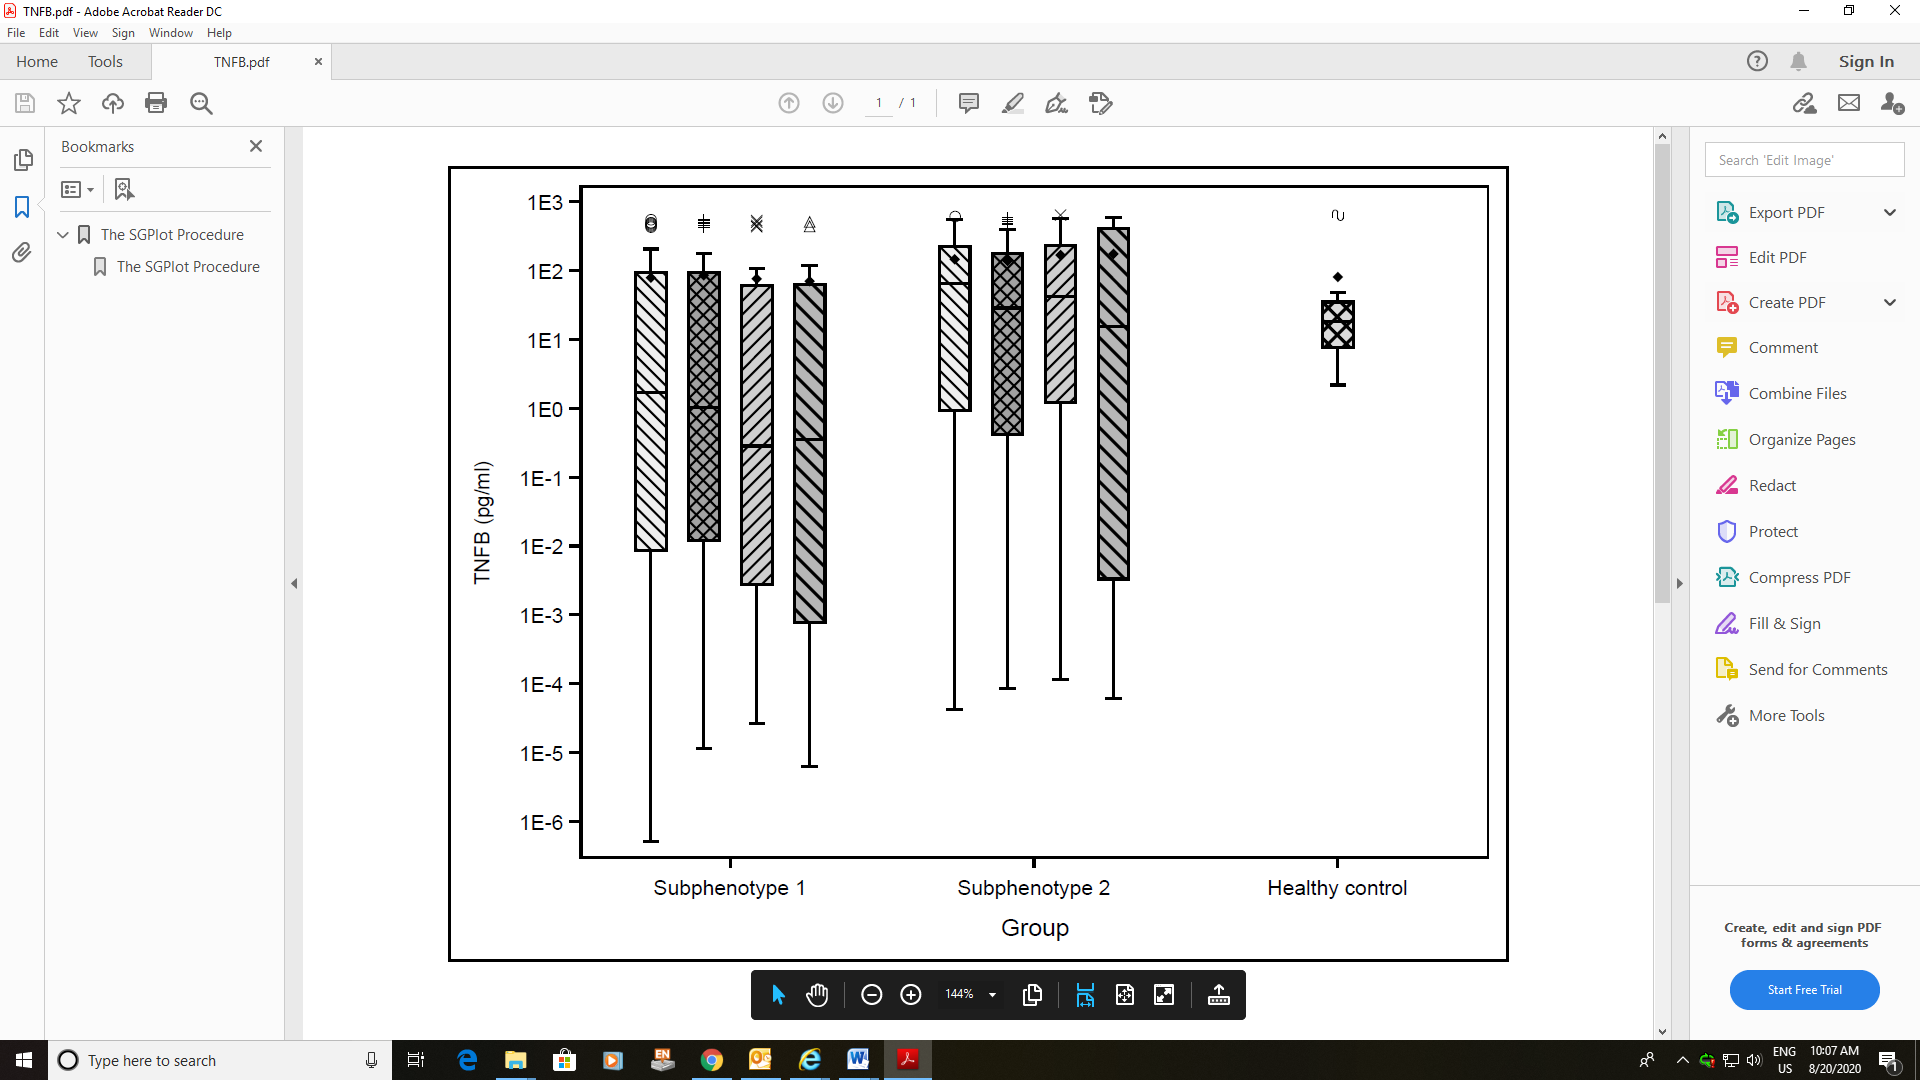 TNFB.pdf - Adobe Acrobat Reader DC
File Edit View Sign Window Help
Home Tools TNFB.pdf Sign In
1 / 1
Bookmarks
The SGPlot Procedure
The SGPlot Procedure
1E3
1E2
1E1
1E0
1E-1
1E-2
1E-3
1E-4
1E-5
1E-6
TNFB (pg/ml)
Subphenotype 1 Subphenotype 2 Healthy control
Group
144%
Search 'Edit Image'
Export PDF
Edit PDF
Create PDF
Comment
Combine Files
Organize Pages
Redact
Protect
Compress PDF
Fill & Sign
Send for Comments
More Tools
Create, edit and sign PDF
forms & agreements
Start Free Trial
Type here to search
EN
ENG
US
10:07 AM
8/20/2020
1